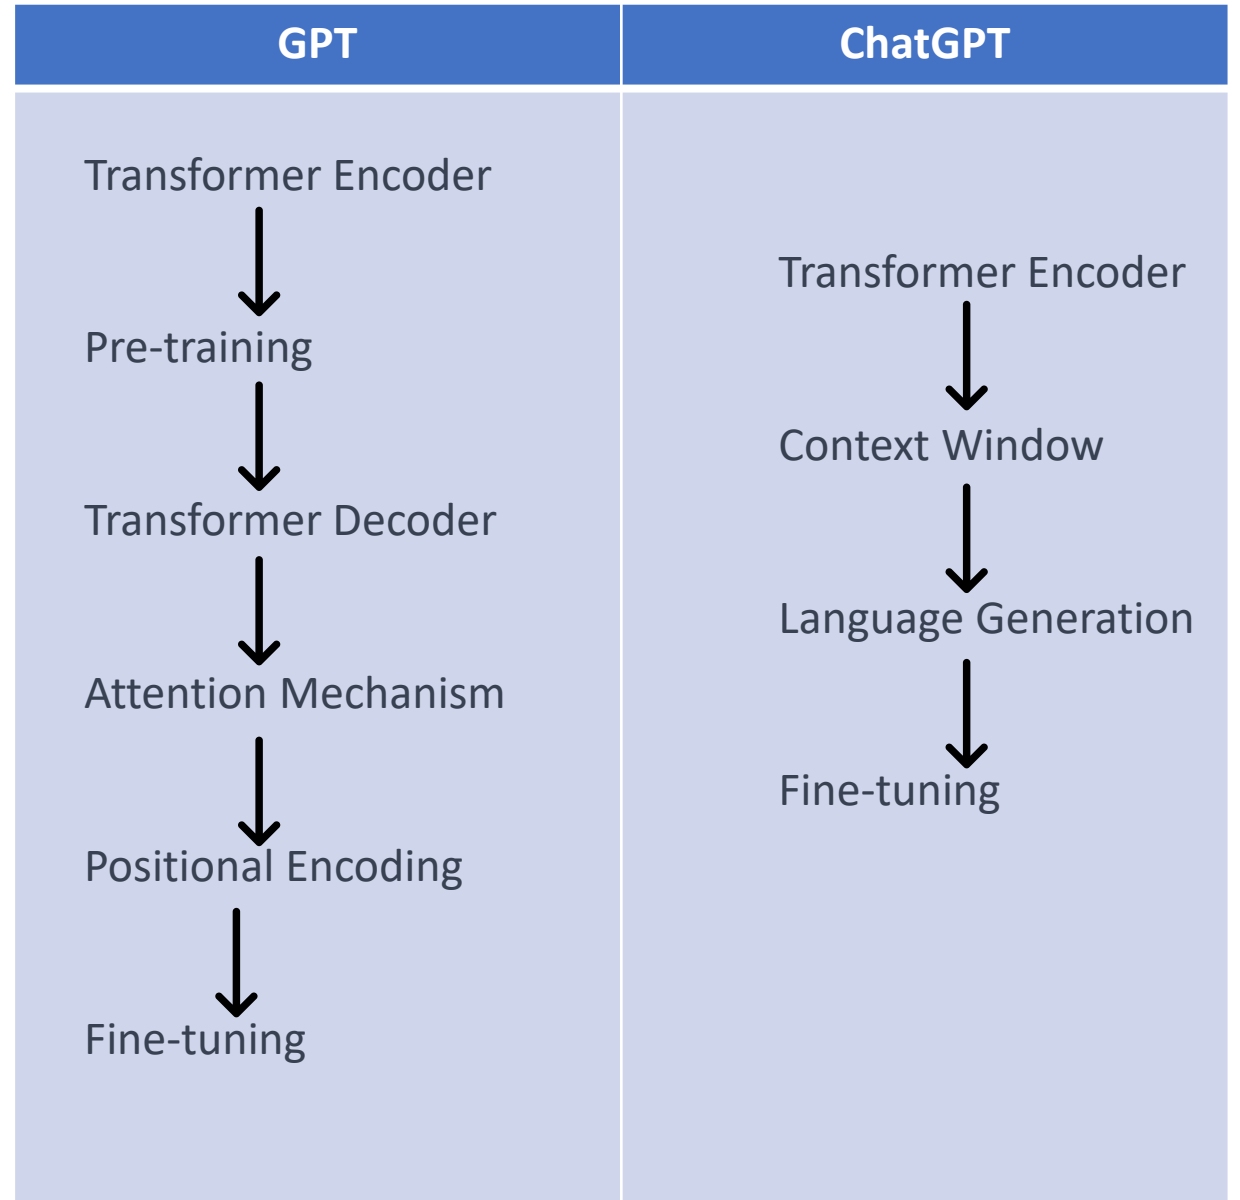 GPT
Transformer Encoder
Pre-training
Transformer Decoder
Attention Mechanism
Positional Encoding
Fine-tuning
ChatGPT
Transformer Encoder
Context Window
Language Generation
Fine-tuning